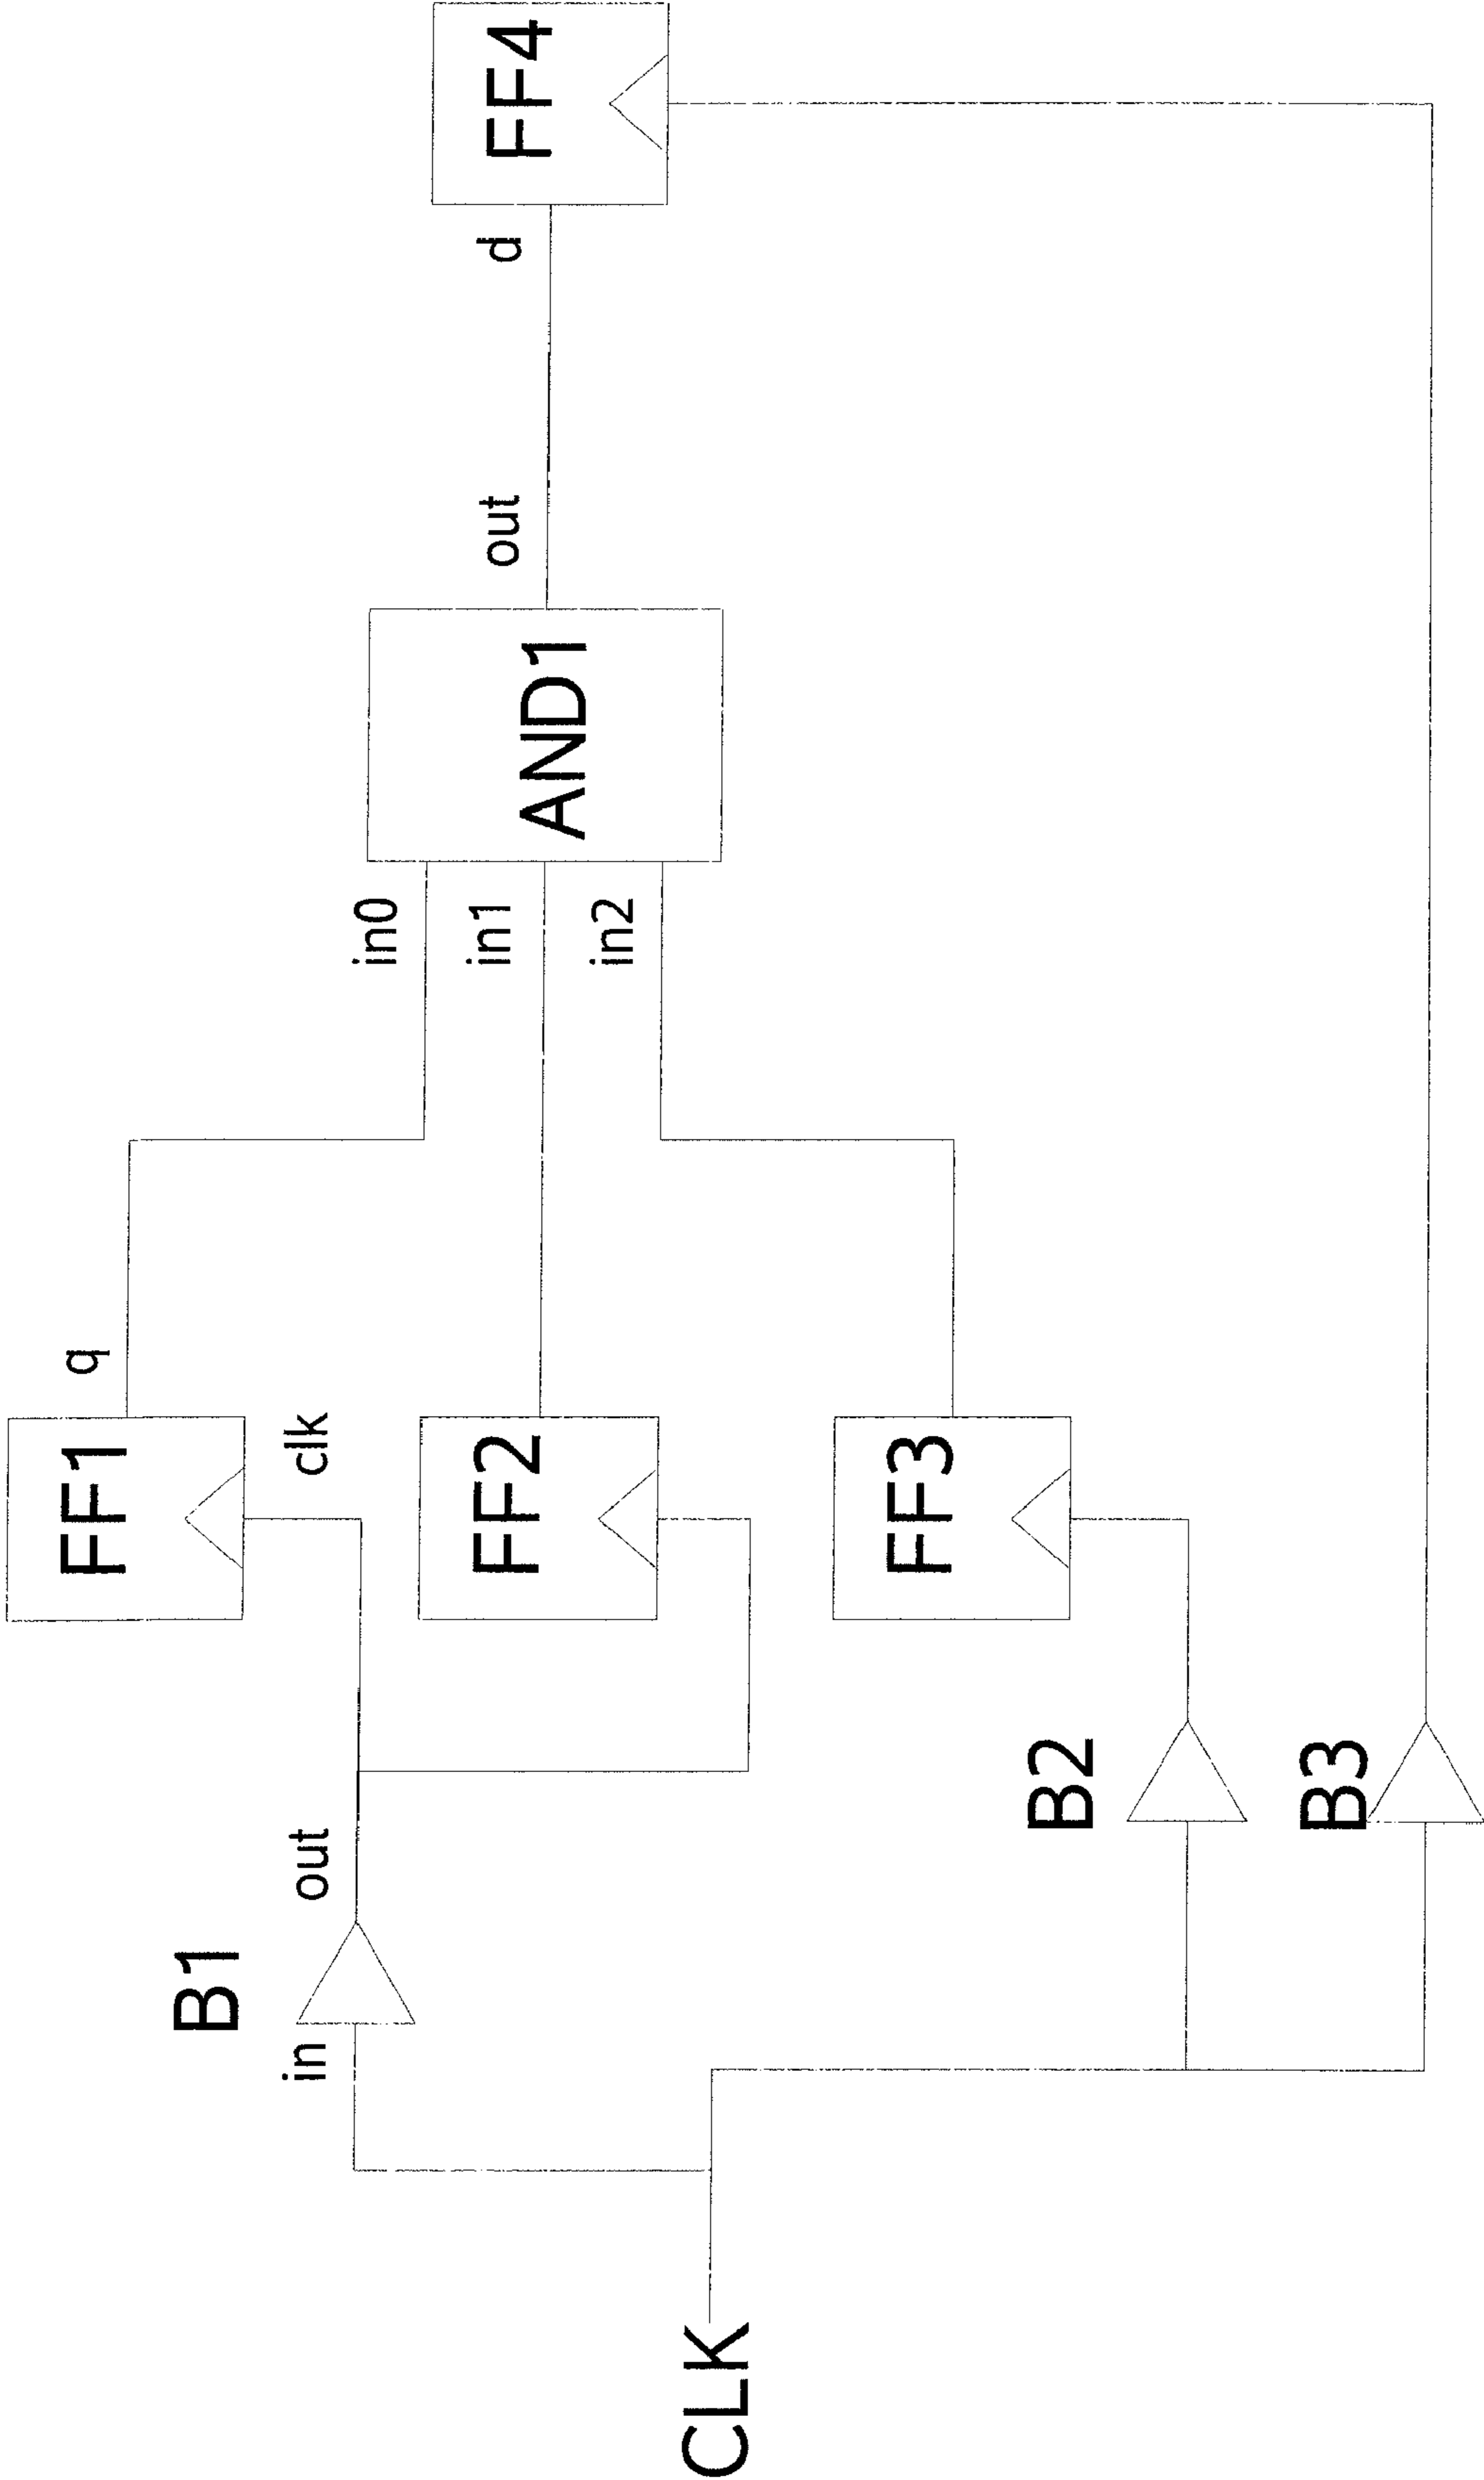 FF1
q
clk
in0
in1
in2
AND1
out
d
FF4
FF2
B1
in
out
FF3
CLK
B2
B3